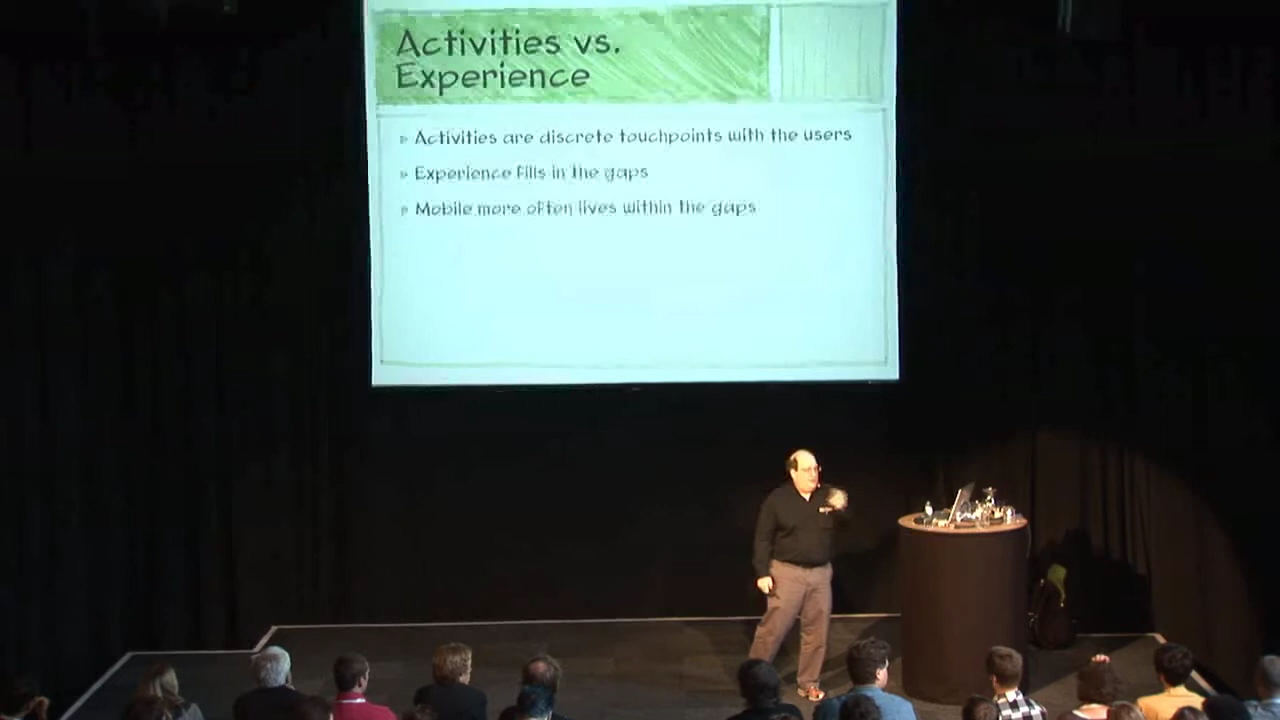 Activities vs.
Experience
» Activities are discrete touchpoints with the users
» Experience fills in the gaps
» Mobile more often lives within the gaps